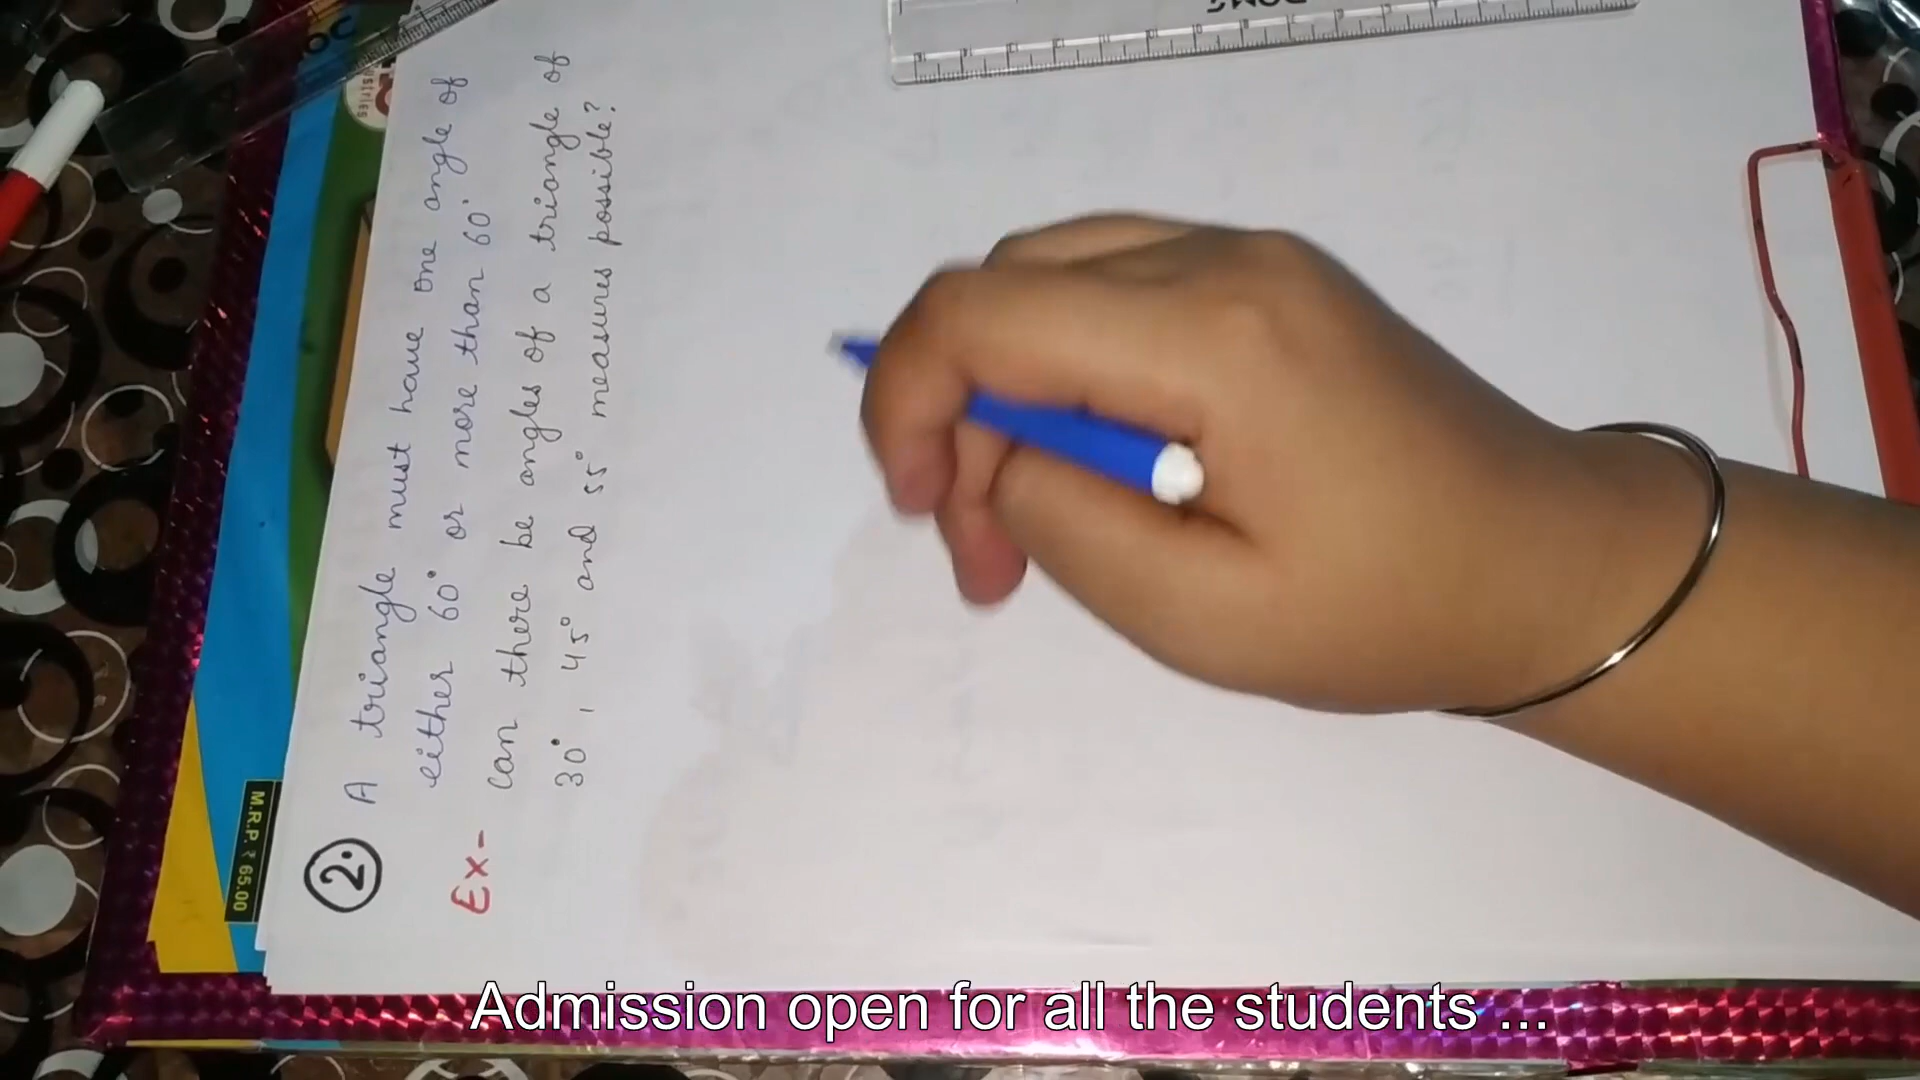 2. A triangle must have one angle of
either 60° or more than 60°
Ex- Can there be angles of a triangle of
30°, 45° and 55° measures possible?
M.R.P. ₹ 65.00
ustries
Admission open for all the students ...